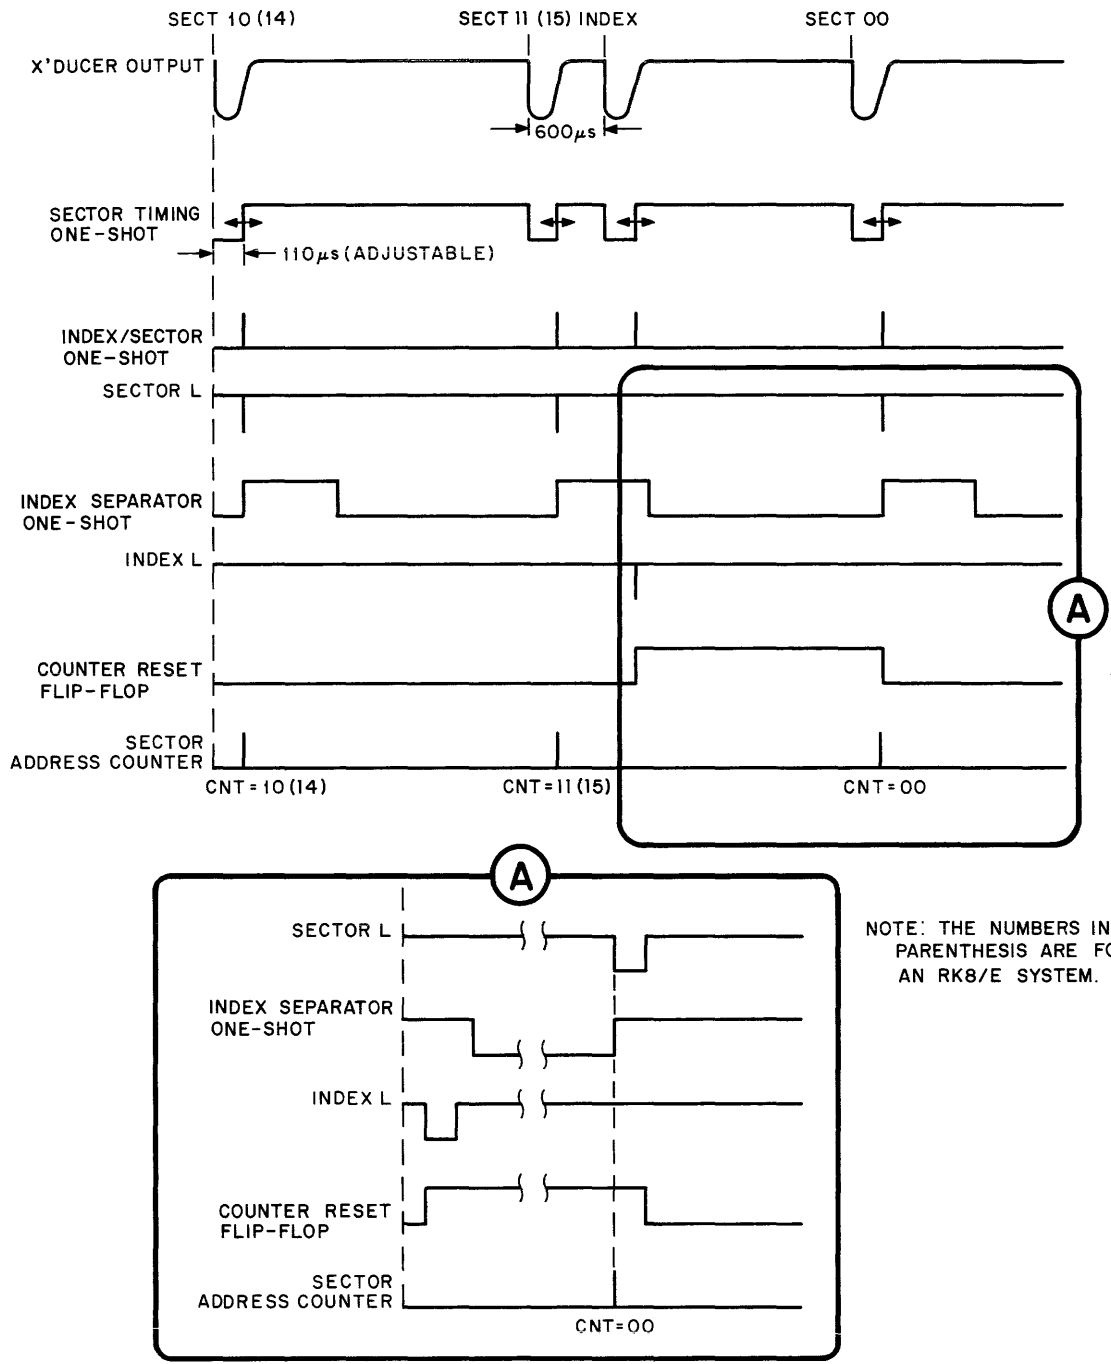 SECT 10 (14)
SECT 11 (15) INDEX
SECT 00
X'DUCER OUTPUT
600µs
SECTOR TIMING
ONE-SHOT
110µs (ADJUSTABLE)
INDEX/SECTOR
ONE-SHOT
SECTOR L
INDEX SEPARATOR
ONE-SHOT
INDEX L
A
COUNTER RESET
FLIP-FLOP
SECTOR
ADDRESS COUNTER
CNT = 10 (14)
CNT = 11 (15)
CNT = 00
A
SECTOR L
NOTE: THE NUMBERS IN
PARENTHESIS ARE FO
AN RK8/E SYSTEM.
INDEX SEPARATOR
ONE-SHOT
INDEX L
COUNTER RESET
FLIP-FLOP
SECTOR
ADDRESS COUNTER
CNT=00